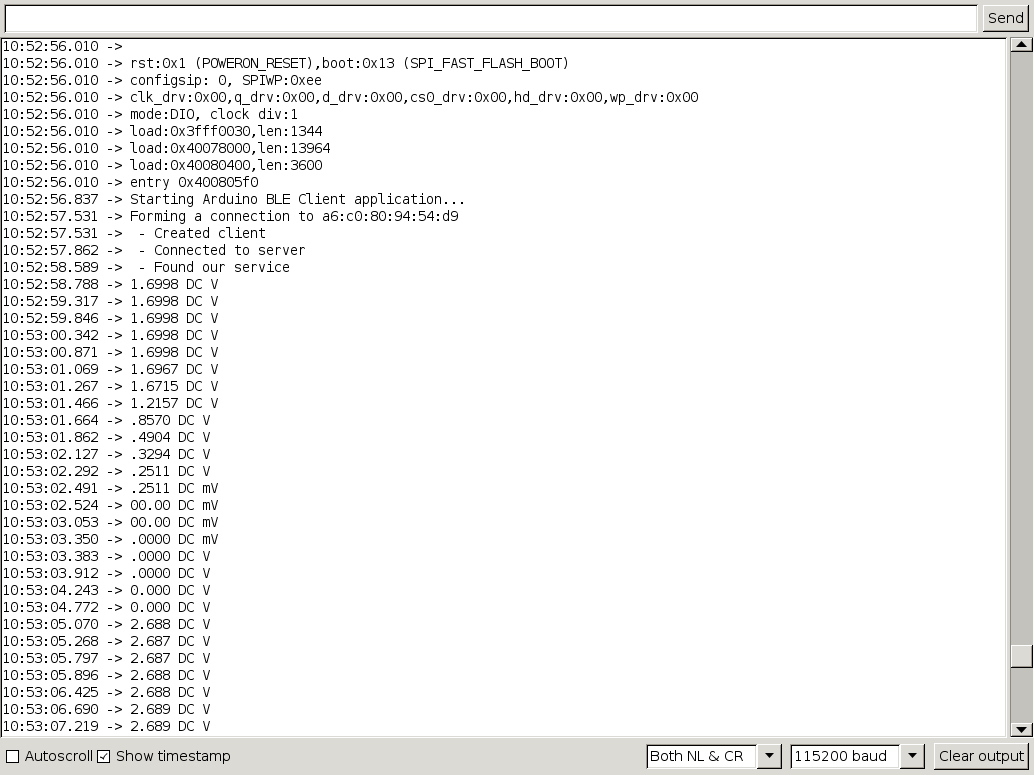 Send
10:52:56.010 ->
10:52:56.010 -> rst:0x1 (POWERON_RESET),boot:0x13 (SPI_FAST_FLASH_BOOT)
10:52:56.010 -> configsip: 0, SPIWP:0xee
10:52:56.010 -> clk_drv:0x00,q_drv:0x00,d_drv:0x00,cs0_drv:0x00,hd_drv:0x00,wp_drv:0x00
10:52:56.010 -> mode:DIO, clock div:1
10:52:56.010 -> load:0x3fff0030,len:1344
10:52:56.010 -> load:0x40078000,len:13964
10:52:56.010 -> load:0x40080400,len:3600
10:52:56.010 -> entry 0x400805f0
10:52:56.837 -> Starting Arduino BLE Client application...
10:52:57.531 -> Forming a connection to a6:c0:80:94:54:d9
10:52:57.531 ->  - Created client
10:52:57.862 ->  - Connected to server
10:52:58.589 ->  - Found our service
10:52:58.788 -> 1.6998 DC V
10:52:59.317 -> 1.6998 DC V
10:52:59.846 -> 1.6998 DC V
10:53:00.342 -> 1.6998 DC V
10:53:00.871 -> 1.6998 DC V
10:53:01.069 -> 1.6967 DC V
10:53:01.267 -> 1.6715 DC V
10:53:01.466 -> 1.2157 DC V
10:53:01.664 -> .8570 DC V
10:53:01.862 -> .4904 DC V
10:53:02.127 -> .3294 DC V
10:53:02.292 -> .2511 DC V
10:53:02.491 -> .2511 DC mV
10:53:02.524 -> 00.00 DC mV
10:53:03.053 -> 00.00 DC mV
10:53:03.350 -> .0000 DC mV
10:53:03.383 -> .0000 DC V
10:53:03.912 -> .0000 DC V
10:53:04.243 -> 0.000 DC V
10:53:04.772 -> 0.000 DC V
10:53:05.070 -> 2.688 DC V
10:53:05.268 -> 2.687 DC V
10:53:05.797 -> 2.687 DC V
10:53:05.896 -> 2.688 DC V
10:53:06.425 -> 2.688 DC V
10:53:06.690 -> 2.689 DC V
10:53:07.219 -> 2.689 DC V
Autoscroll Show timestamp Both NL & CR 115200 baud Clear output